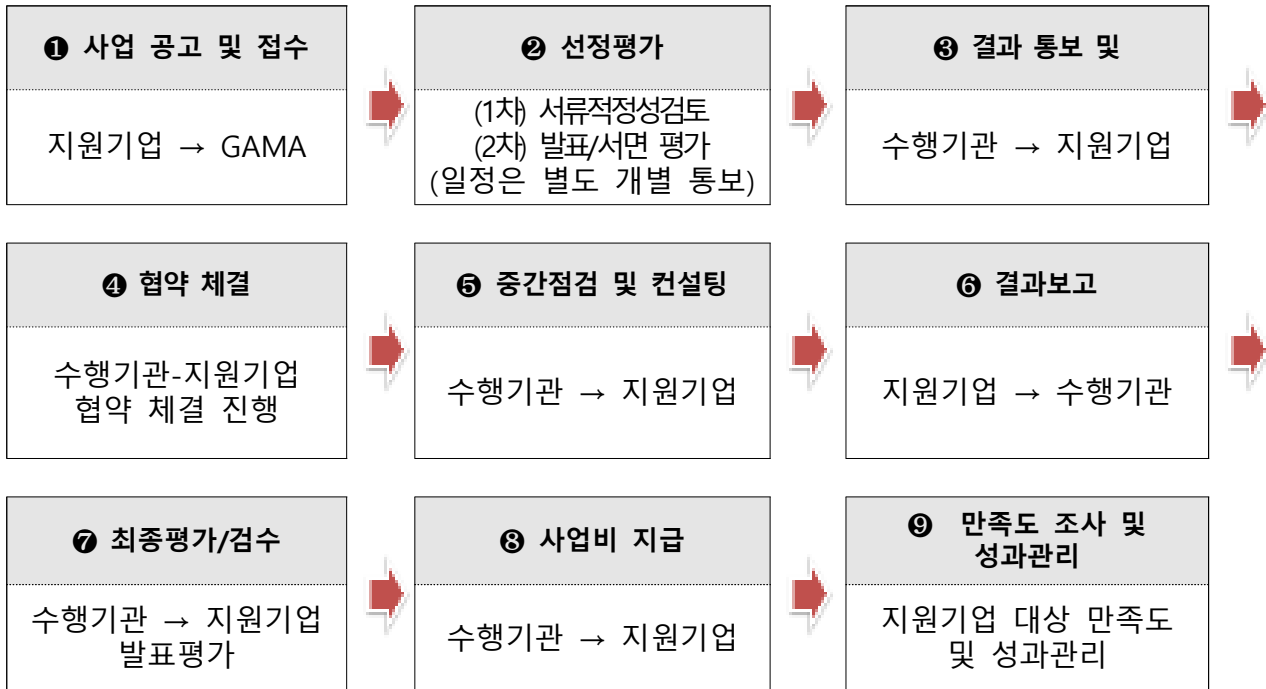 ❶ 사업 공고 및 접수
지원기업 → GAMA
❷ 선정평가
(1차) 서류적정성검토
(2차) 발표/서면 평가
(일정은 별도 개별 통보)
❸ 결과 통보 및
수행기관 → 지원기업
❹ 협약 체결
수행기관-지원기업
협약 체결 진행
❺ 중간점검 및 컨설팅
수행기관 → 지원기업
❻ 결과보고
지원기업 → 수행기관
❼ 최종평가/검수
수행기관 → 지원기업
발표평가
❽ 사업비 지급
수행기관 → 지원기업
❾ 만족도 조사 및
성과관리
지원기업 대상 만족도
및 성과관리